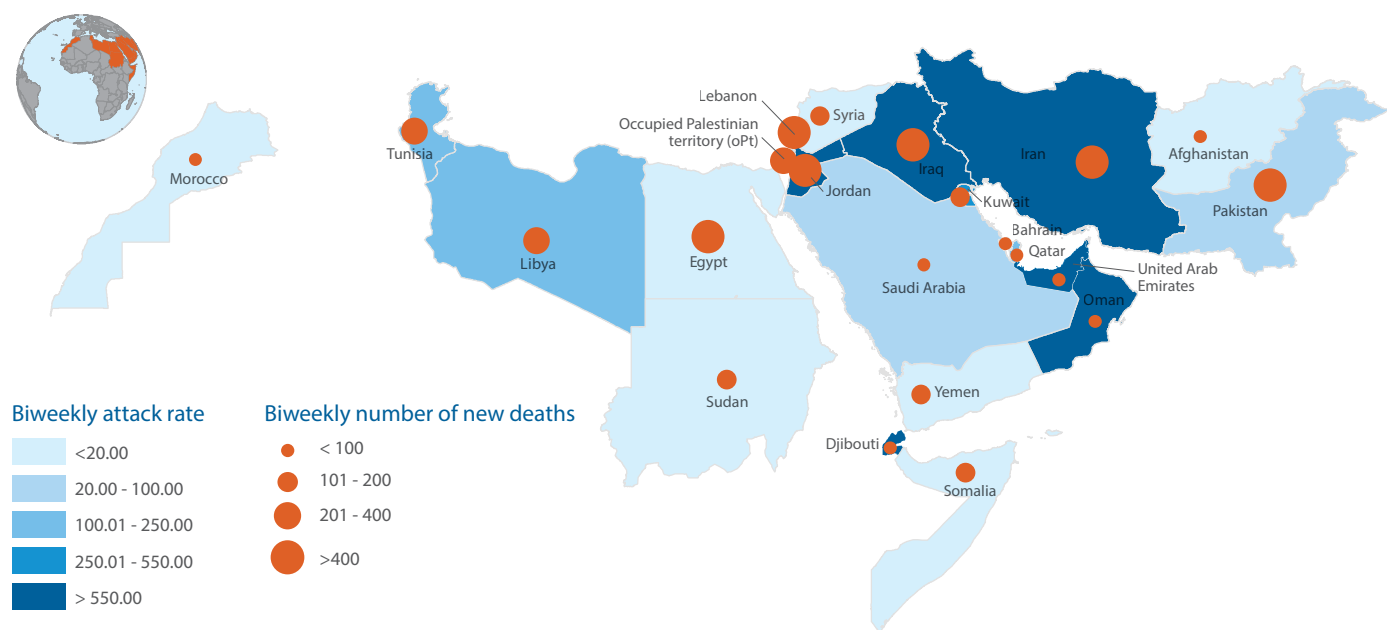 Lebanon
Syria
Occupied Palestinian
territory (oPt)
Tunisia
Morocco
Jordan
Iraq
Iran
Afghanistan
Pakistan
Kuwait
Bahrain
Qatar
United Arab
Emirates
Libya
Egypt
Saudi Arabia
Oman
Sudan
Yemen
Djibouti
Somalia
Biweekly attack rate
<20.00
20.00 - 100.00
100.01 - 250.00
250.01 - 550.00
> 550.00
Biweekly number of new deaths
< 100
101 - 200
201 - 400
>400